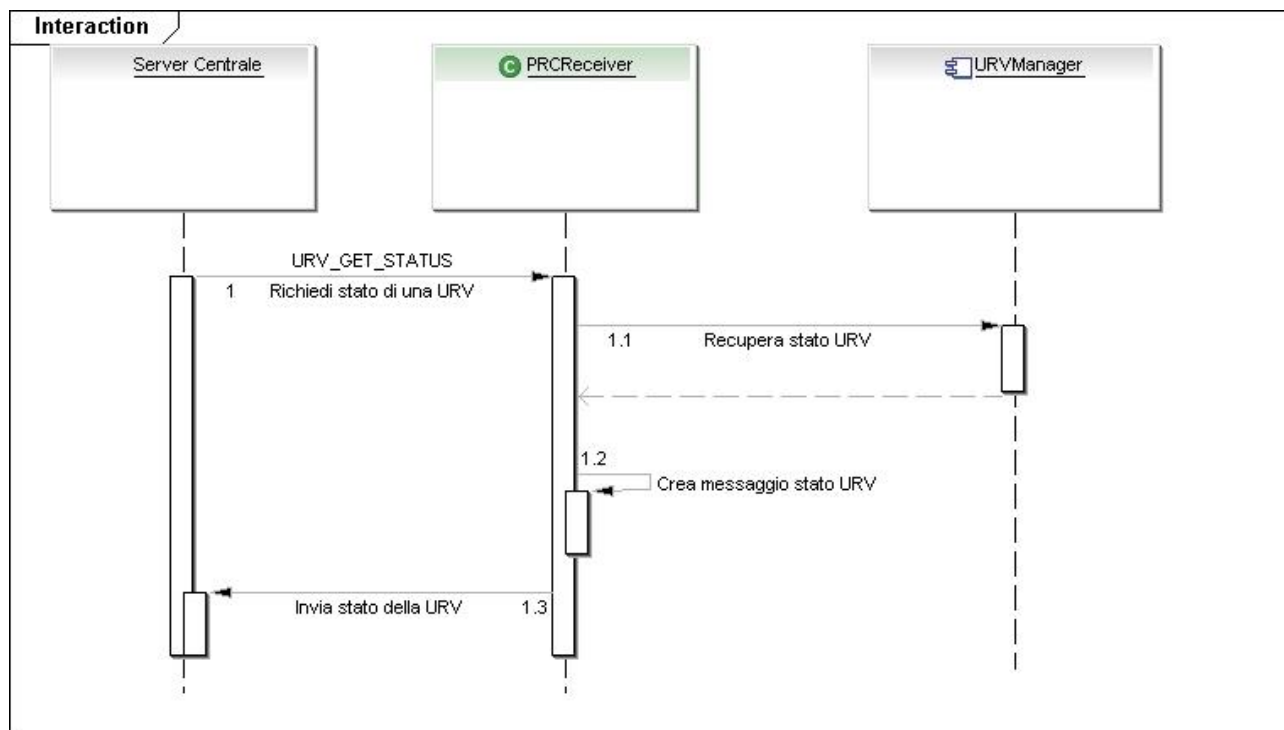 Interaction
Server Centrale
C PRCReceiver
URVManager
URV_GET_STATUS
1 Richiedi stato di una URV
1.1 Recupera stato URV
1.2
Crea messaggio stato URV
Invia stato della URV 1.3